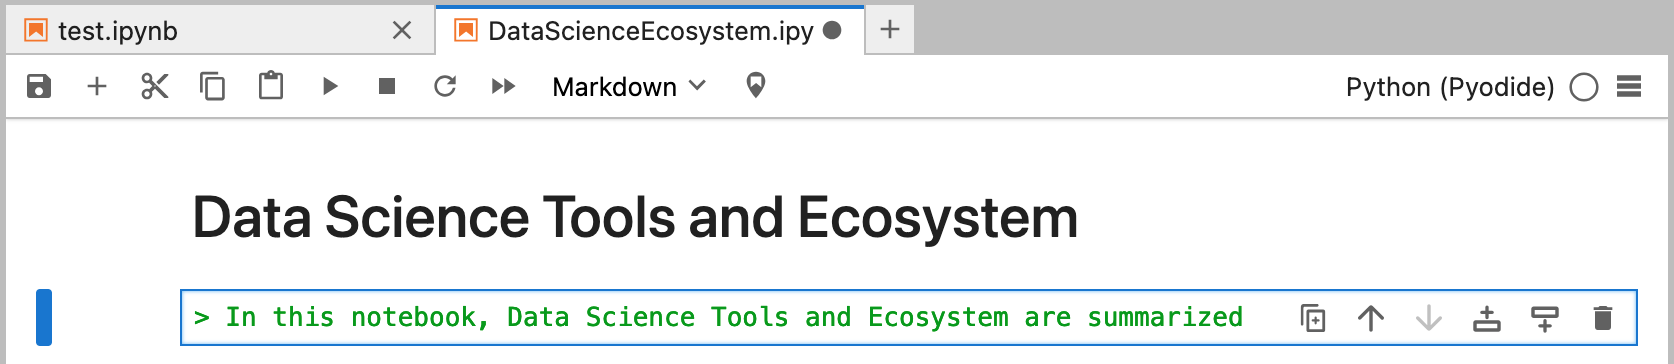 test.ipynb
DataScienceEcosystem.ipy
Markdown
Python (Pyodide)
Data Science Tools and Ecosystem
> In this notebook, Data Science Tools and Ecosystem are summarized